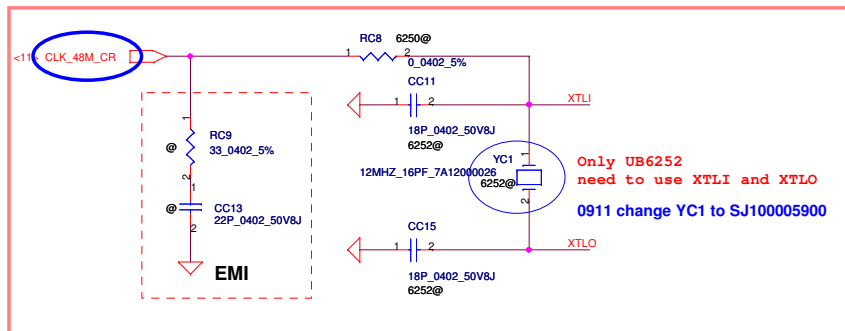 RC8
6250@
<11> CLK_48M_CR
1
2
0_0402_5%
CC11
1
2
XTLI
18P_0402_50V8J
6252@
1
RC9
@
33_0402_5%
2
1
@
CC13
22P_0402_50V8J
2
EMI
YC1
1
12MHZ_16PF_7A12000026
6252@
2
Only UB6252
need to use XTLI and XTLO
0911 change YC1 to SJ100005900
CC15
1
2
XTLO
18P_0402_50V8J
6252@